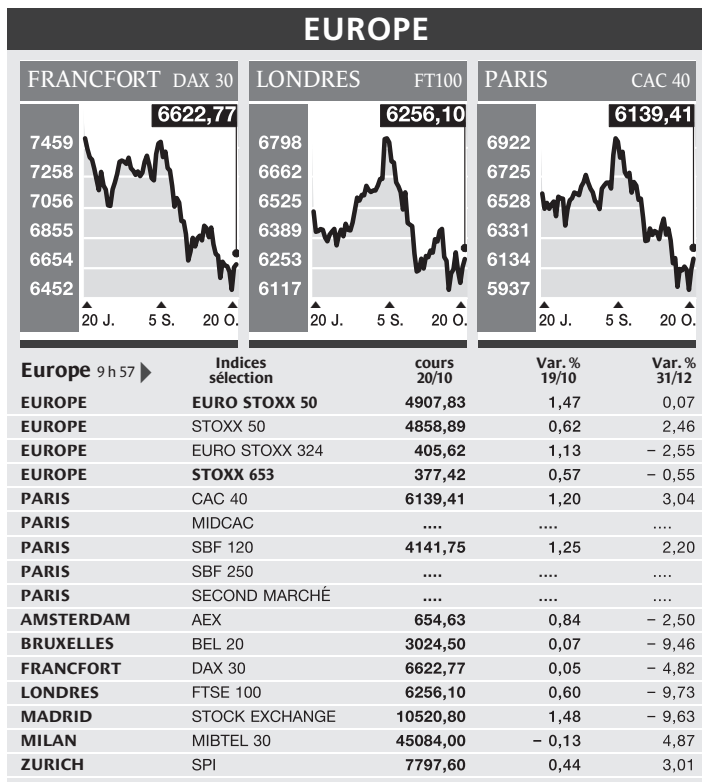 EUROPE
FRANCFORT DAX 30
6622,77
7459
7258
7056
6855
6654
6452
20 J. 5 S. 20 O.
LONDRES FT100
6256,10
6798
6662
6525
6389
6253
6117
20 J. 5 S. 20 O.
PARIS CAC 40
6139,41
6922
6725
6528
6331
6134
5937
20 J. 5 S. 20 O.
Europe 9 h 57 Indices sélection cours 20/10 Var. % 19/10 Var. % 31/12
EUROPE EURO STOXX 50 4907,83 1,47 0,07
EUROPE STOXX 50 4858,89 0,62 2,46
EUROPE EURO STOXX 324 405,62 1,13 – 2,55
EUROPE STOXX 653 377,42 0,57 – 0,55
PARIS CAC 40 6139,41 1,20 3,04
PARIS MIDCAC .... .... ....
PARIS SBF 120 4141,75 1,25 2,20
PARIS SBF 250 .... .... ....
PARIS SECOND MARCHÉ .... .... ....
AMSTERDAM AEX 654,63 0,84 – 2,50
BRUXELLES BEL 20 3024,50 0,07 – 9,46
FRANCFORT DAX 30 6622,77 0,05 – 4,82
LONDRES FTSE 100 6256,10 0,60 – 9,73
MADRID STOCK EXCHANGE 10520,80 1,48 – 9,63
MILAN MIBTEL 30 45084,00 – 0,13 4,87
ZURICH SPI 7797,60 0,44 3,01